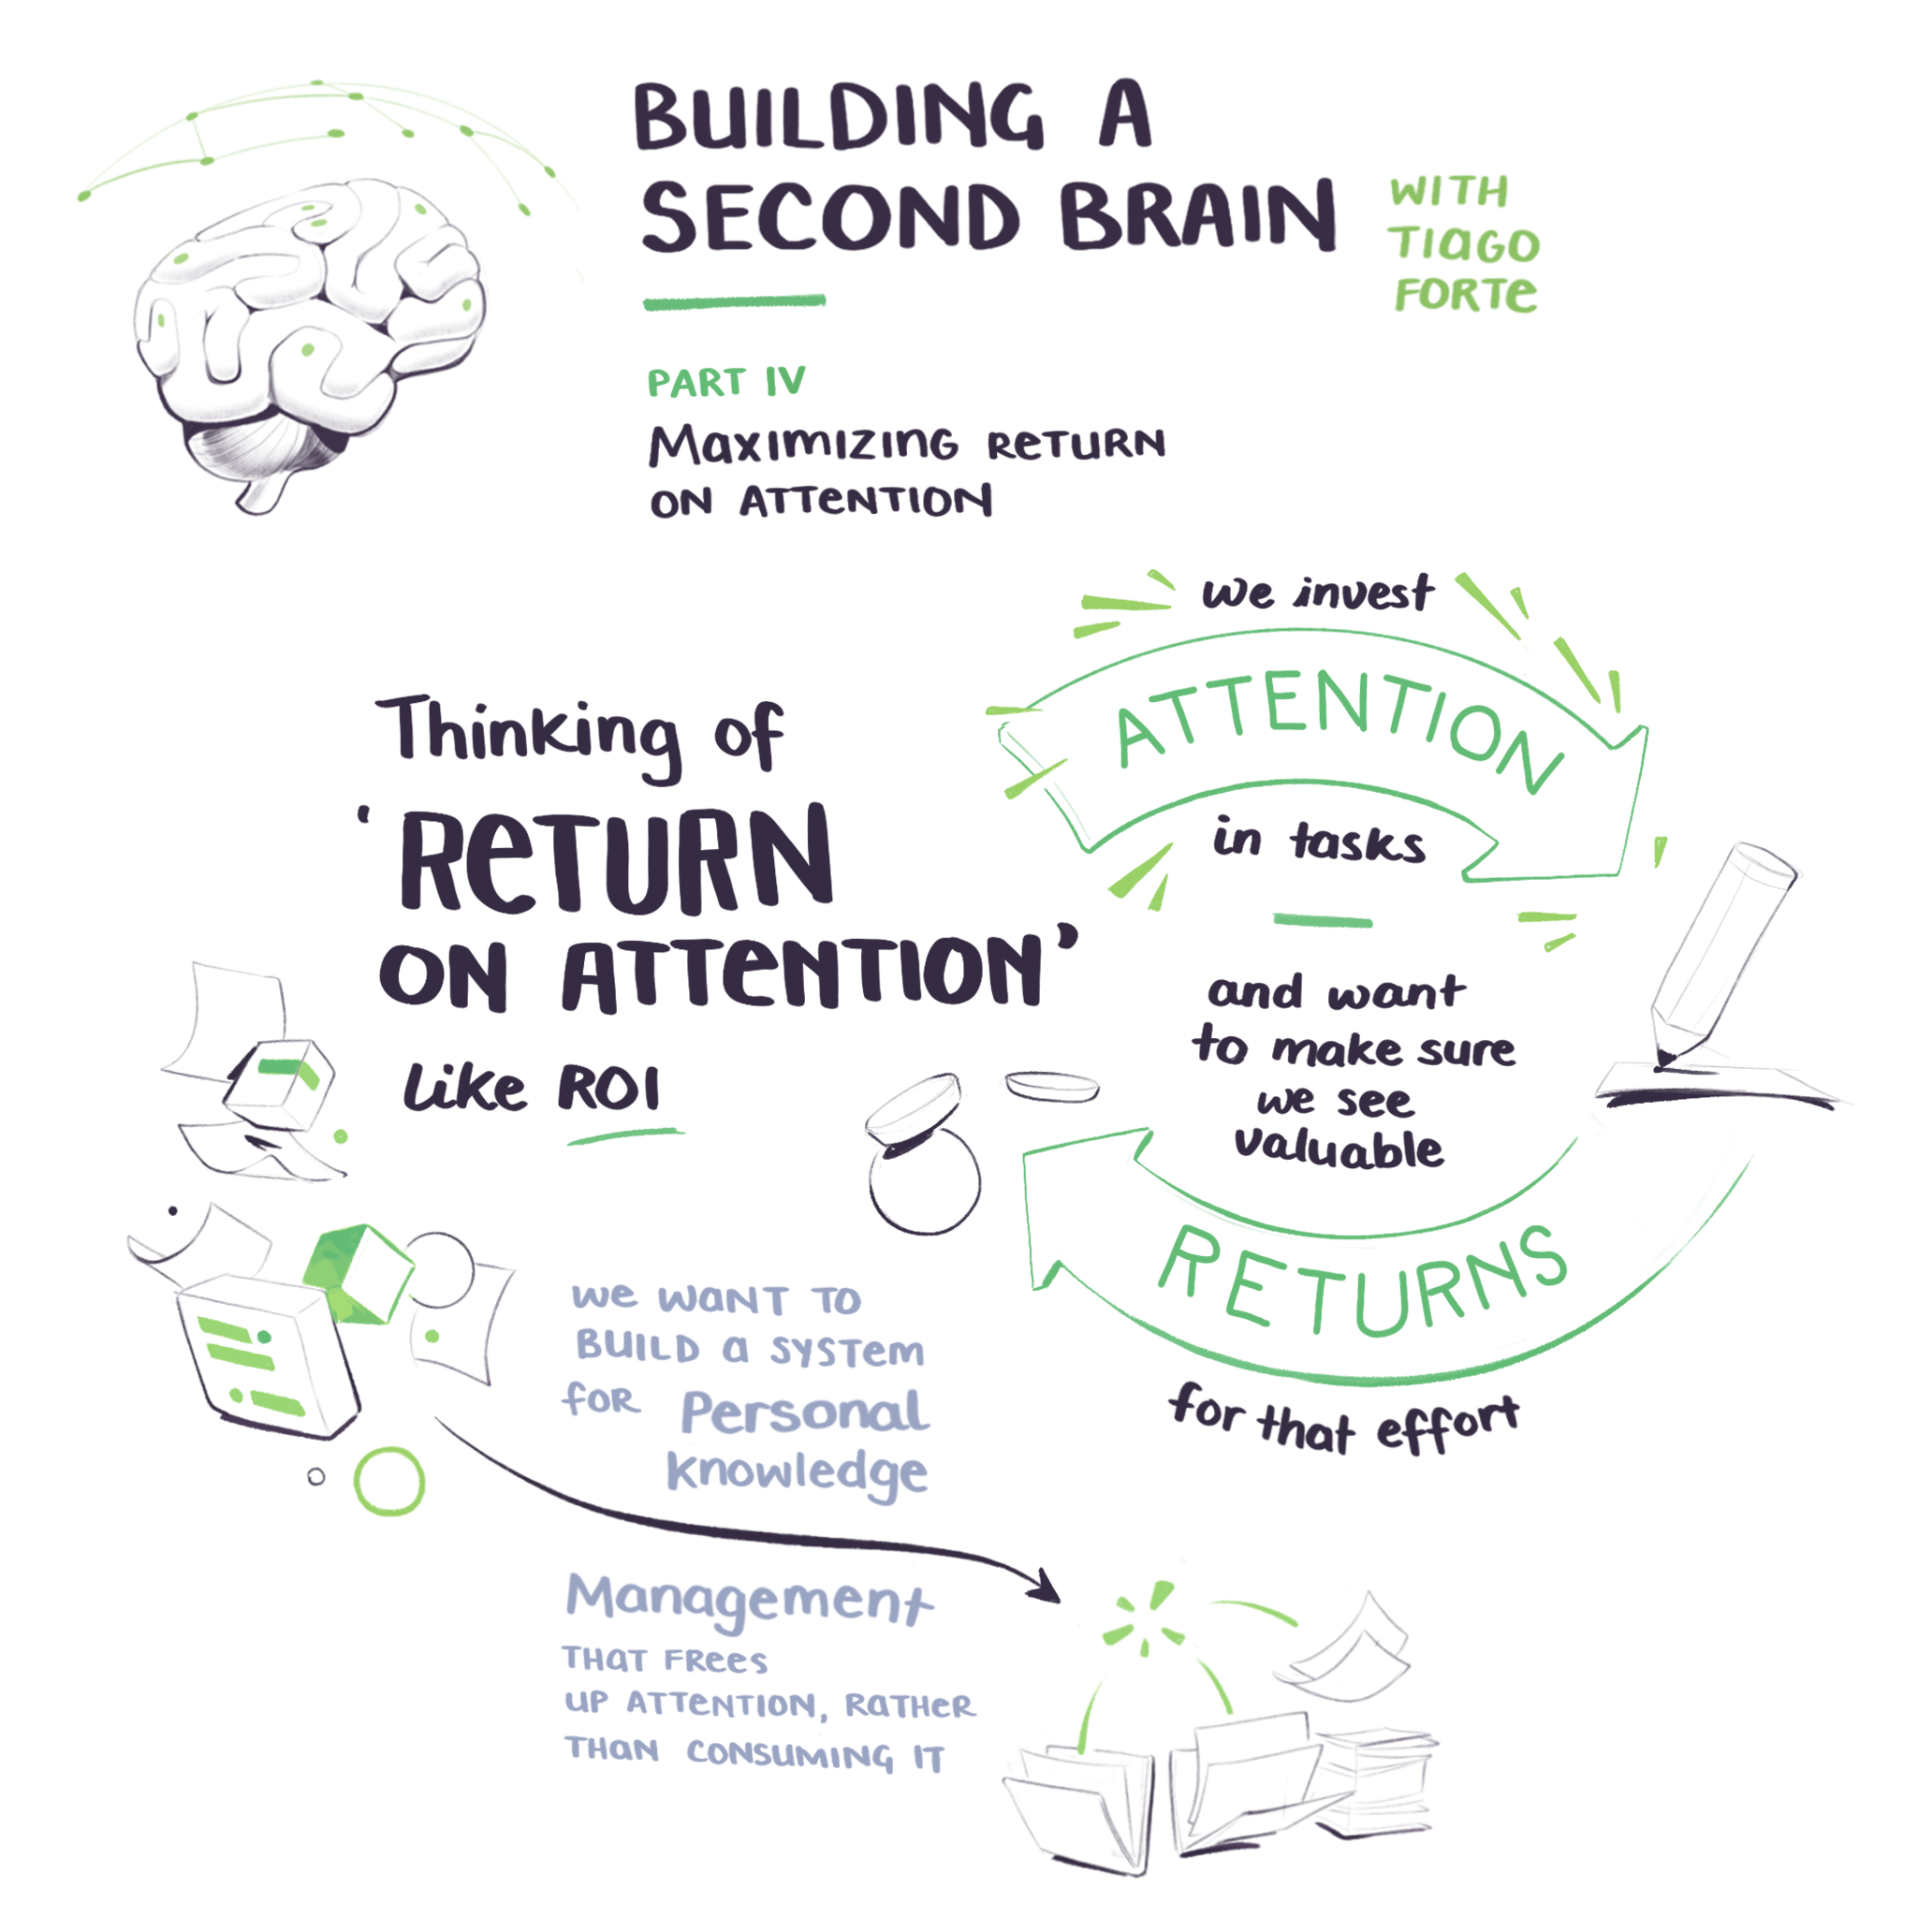 BUILDING A
SECOND BRAIN
WITH
TIAGO
FORTE
PART IV
MAXIMIZING RETURN
ON ATTENTION
Thinking of
'RETURN
ON ATTENTION'
like ROI
we invest
ATTENTION
in tasks
and want
to make sure
we see
valuable
RETURNS
for that effort
WE WANT TO
BUILD A SYSTEM
FOR Personal
Knowledge
Management
THAT FREES
UP ATTENTION, RATHER
THAN CONSUMING IT